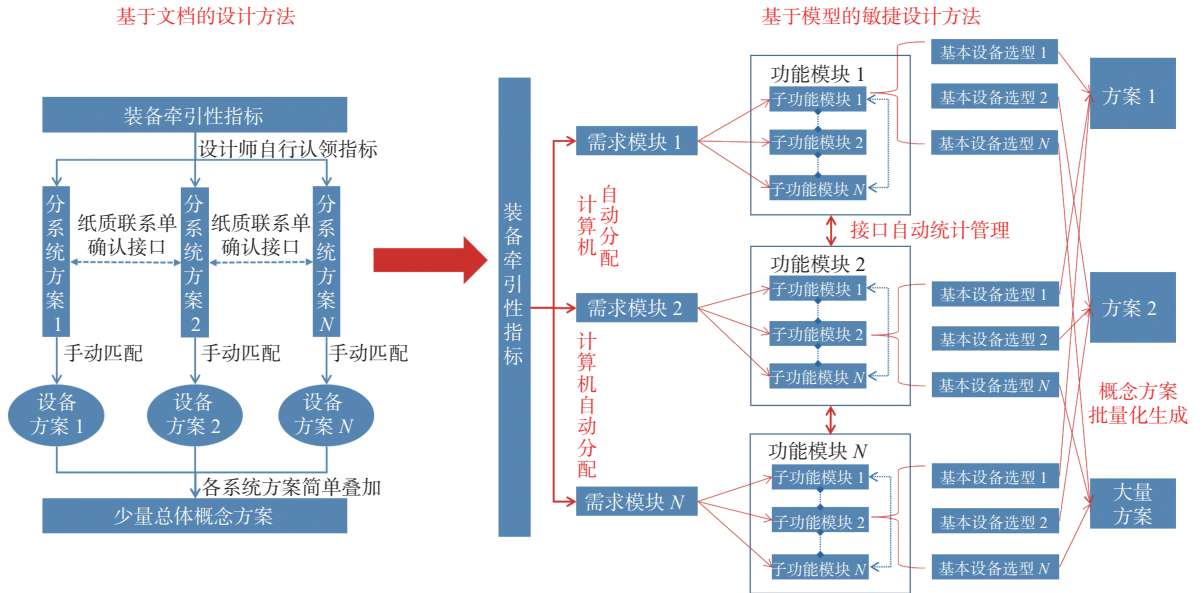 基于文档的设计方法
装备牵引性指标
设计师自行认领指标
分系统方案1
纸质联系单
确认接口
分系统方案2
纸质联系单
确认接口
分系统方案N
手动匹配
手动匹配
手动匹配
设备
方案 1
设备
方案 2
设备
方案 N
各系统方案简单叠加
少量总体概念方案
基于模型的敏捷设计方法
装备牵引性指标
需求模块 1
计算机
自动分配
需求模块 2
计算机自动分配
需求模块 N
功能模块 1
子功能模块 1
子功能模块 2
子功能模块 N
接口自动统计管理
功能模块 2
子功能模块 1
子功能模块 2
子功能模块 N
功能模块 N
子功能模块 1
子功能模块 2
子功能模块 N
基本设备选型 1
基本设备选型 2
基本设备选型 N
基本设备选型 1
基本设备选型 2
基本设备选型 N
基本设备选型 1
基本设备选型 2
基本设备选型 N
方案 1
方案 2
概念方案
批量化生成
大量
方案